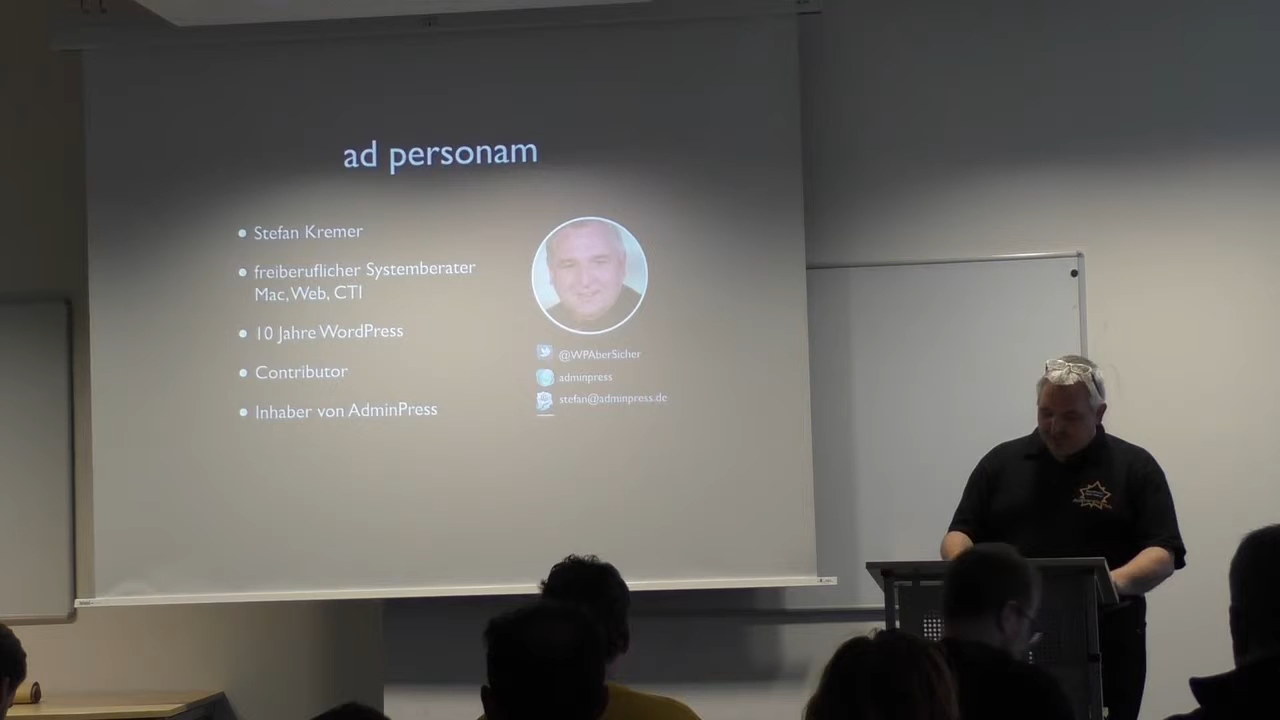 ad personam
Stefan Kremer
freiberuflicher Systemberater
Mac, Web, CTI
10 Jahre WordPress
Contributor
Inhaber von AdminPress
@WPAberSicher
adminpress
stefan@adminpress.de